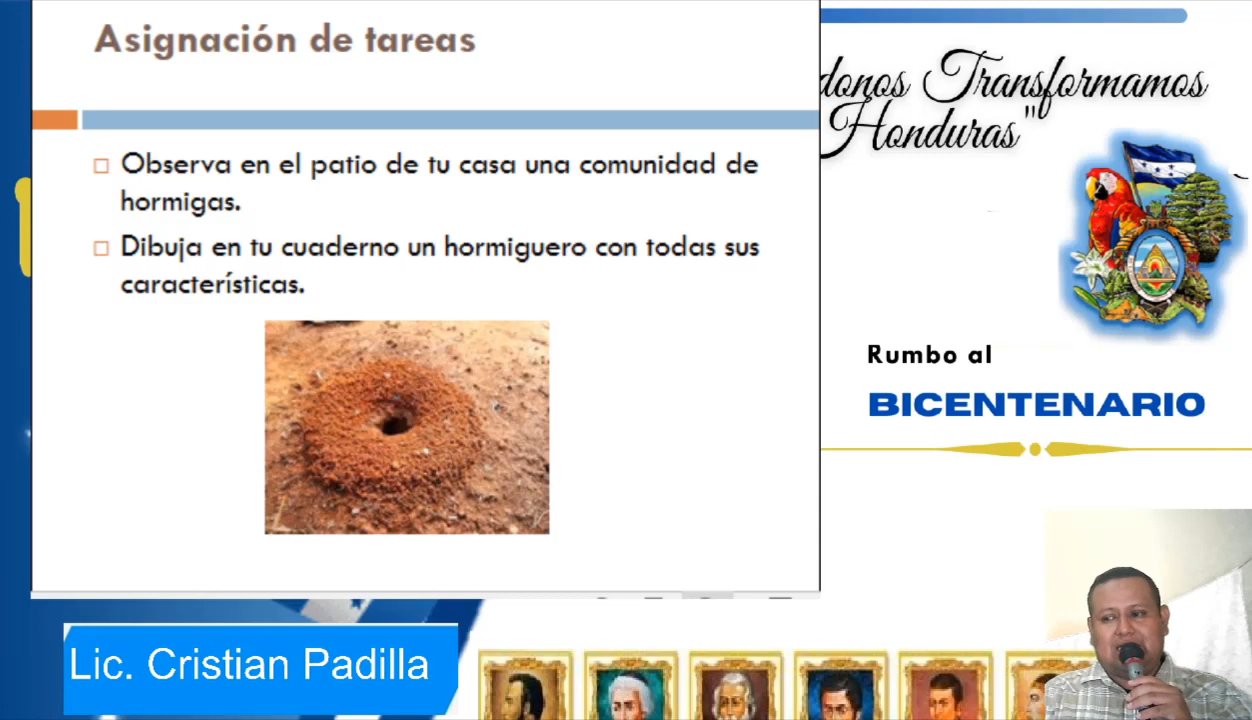 Asignación de tareas
Observa en el patio de tu casa una comunidad de
hormigas.
Dibuja en tu cuaderno un hormiguero con todas sus
características.
Transformamos
Honduras"
Rumbo al
BICENTENARIO
Lic. Cristian Padilla